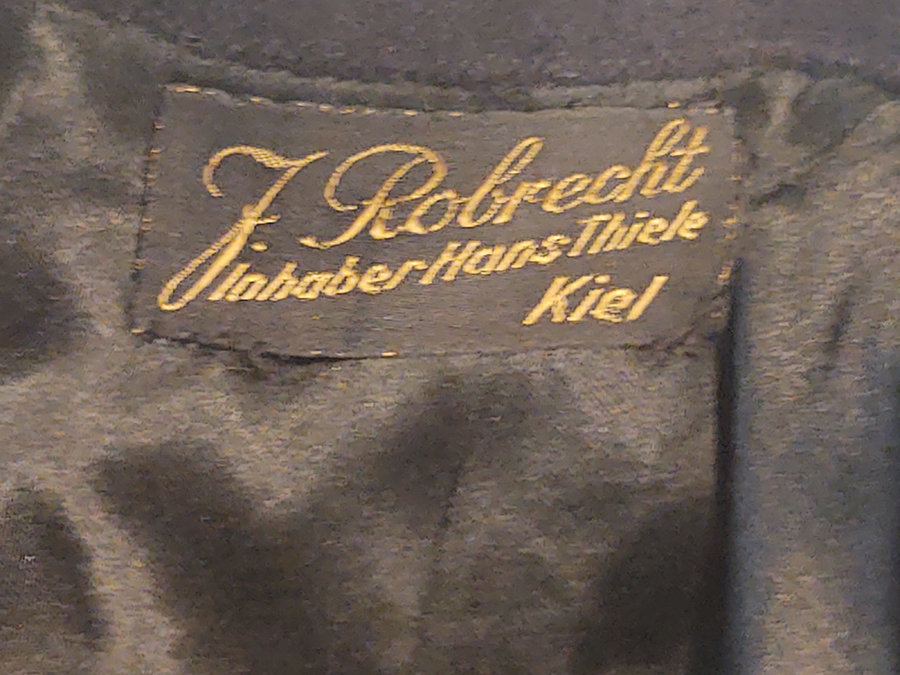 J. Robrecht
Inhaber Hans Thiele
Kiel